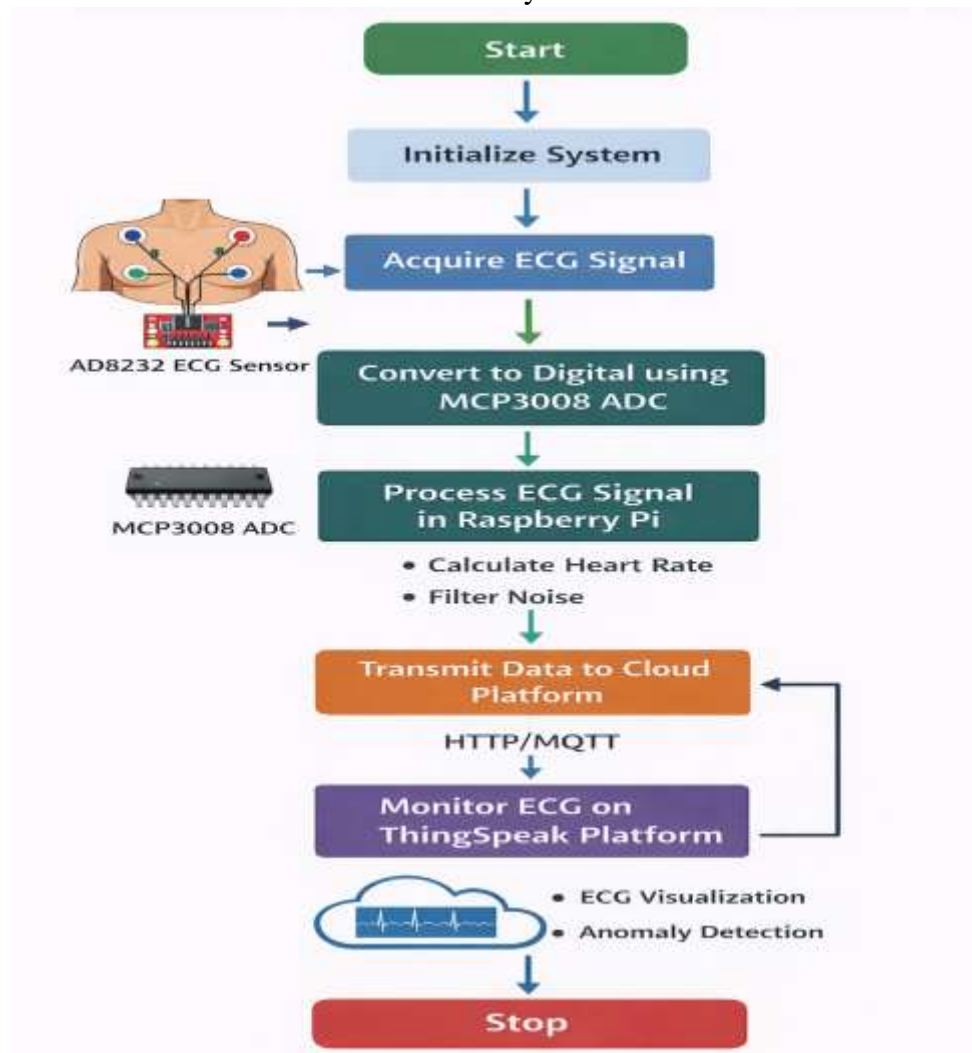 Start
Initialize System
Acquire ECG Signal
AD8232 ECG Sensor
Convert to Digital using
MCP3008 ADC
MCP3008 ADC
Process ECG Signal
in Raspberry Pi
• Calculate Heart Rate
• Filter Noise
Transmit Data to Cloud
Platform
HTTP/MQTT
Monitor ECG on
ThingSpeak Platform
• ECG Visualization
• Anomaly Detection
Stop